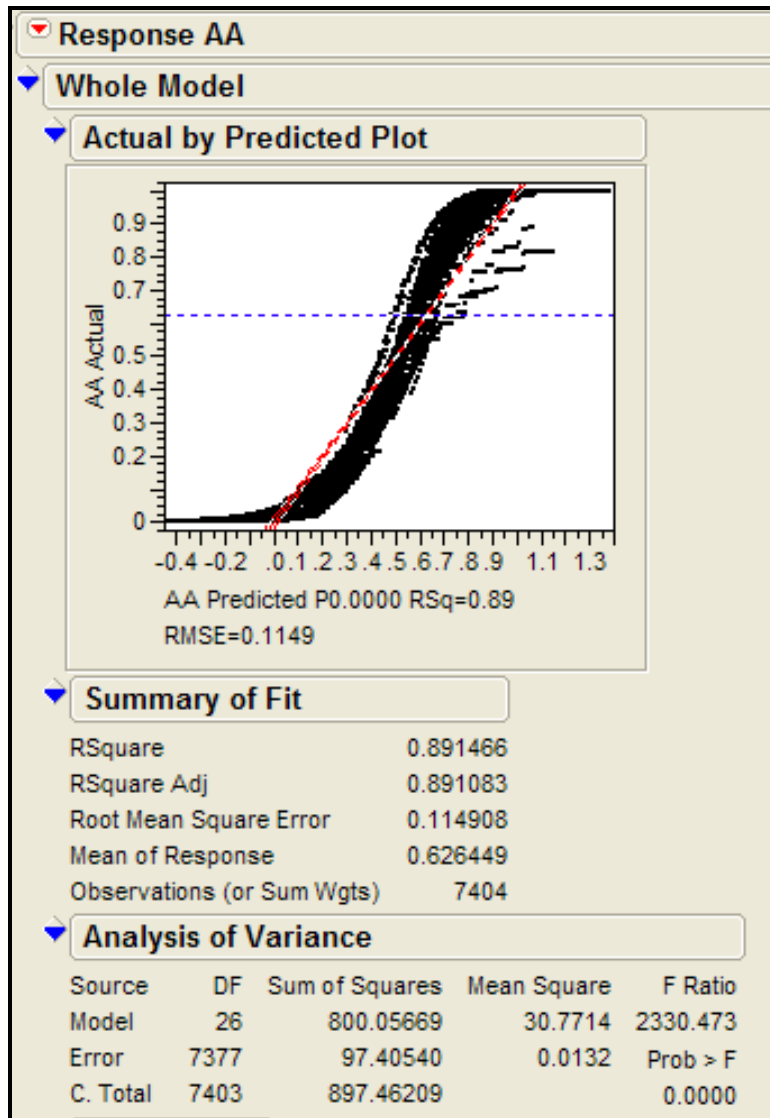 Response AA
Whole Model
Actual by Predicted Plot
AA Actual
0.9
0.8
0.7
0.5
0.4
0.3
0.2
0
-0.4 -0.2 .0.1 .2.3.4.5.6.7.8.9 1.1 1.3
AA Predicted P0.0000 RSq=0.89
RMSE=0.1149
Summary of Fit
RSquare 0.891466
RSquare Adj 0.891083
Root Mean Square Error 0.114908
Mean of Response 0.626449
Observations (or Sum Wgts) 7404
Analysis of Variance
Source DF Sum of Squares Mean Square F Ratio
Model 26 800.05669 30.7714 2330.473
Error 7377 97.40540 0.0132 Prob > F
C. Total 7403 897.46209 0.0000